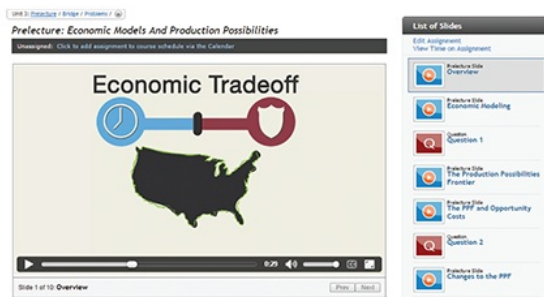 Unit 2: Prelecture / Bridge / Problems /
Prelecture: Economic Models And Production Possibilities
Unassigned: Click to add assignment to course schedule via the Calendar
Economic Tradeoff
0:29
CC
Slide 1 of 10: Overview
Prev
Next
List of Slides
Edit Assignment
View Time on Assignment
Prelecture Slide
Overview
Prelecture Slide
Economic Modeling
Q
Question
Question 1
Prelecture Slide
The Production Possibilities
Frontier
Prelecture Slide
The PPF and Opportunity
Costs
Q
Question
Question 2
Prelecture Slide
Changes to the PPF